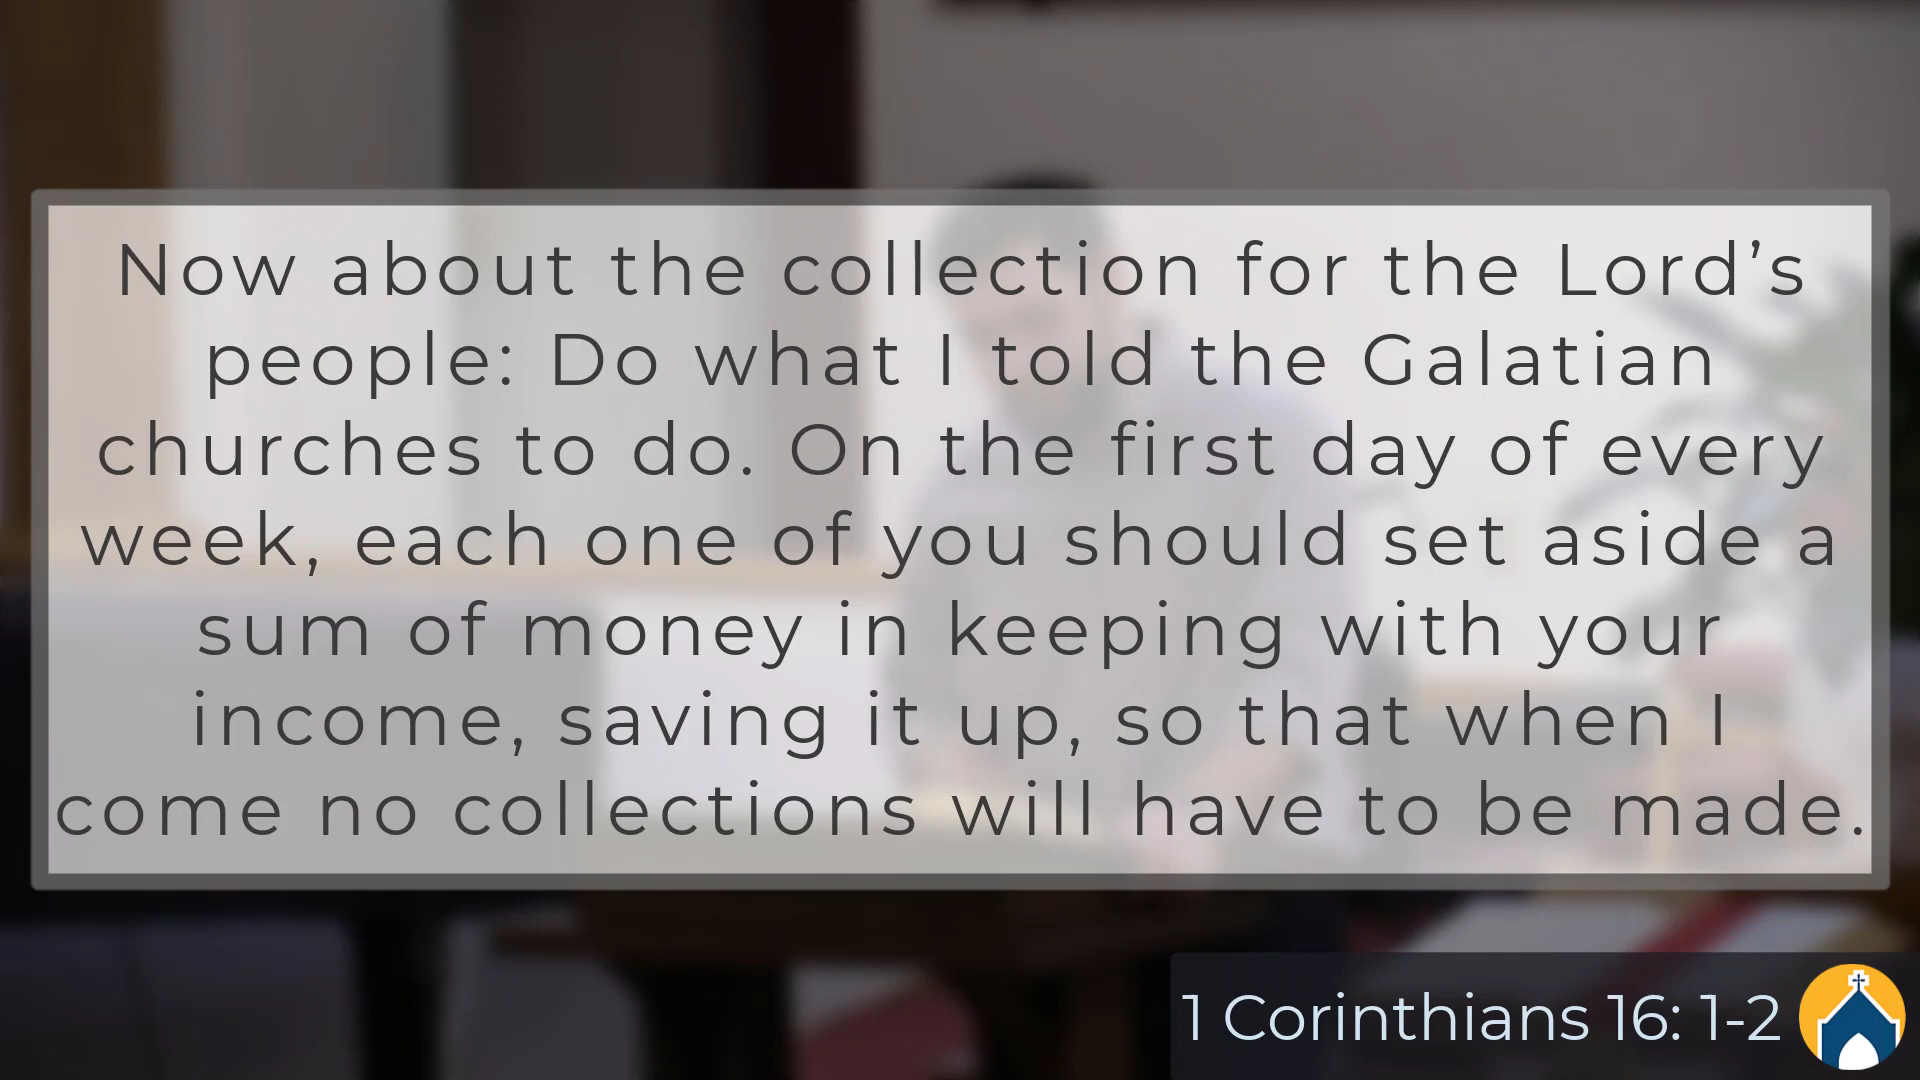 Now about the collection for the Lord’s
people: Do what I told the Galatian
churches to do. On the first day of every
week, each one of you should set aside a
sum of money in keeping with your
income, saving it up, so that when I
come no collections will have to be made.
1 Corinthians 16: 1-2